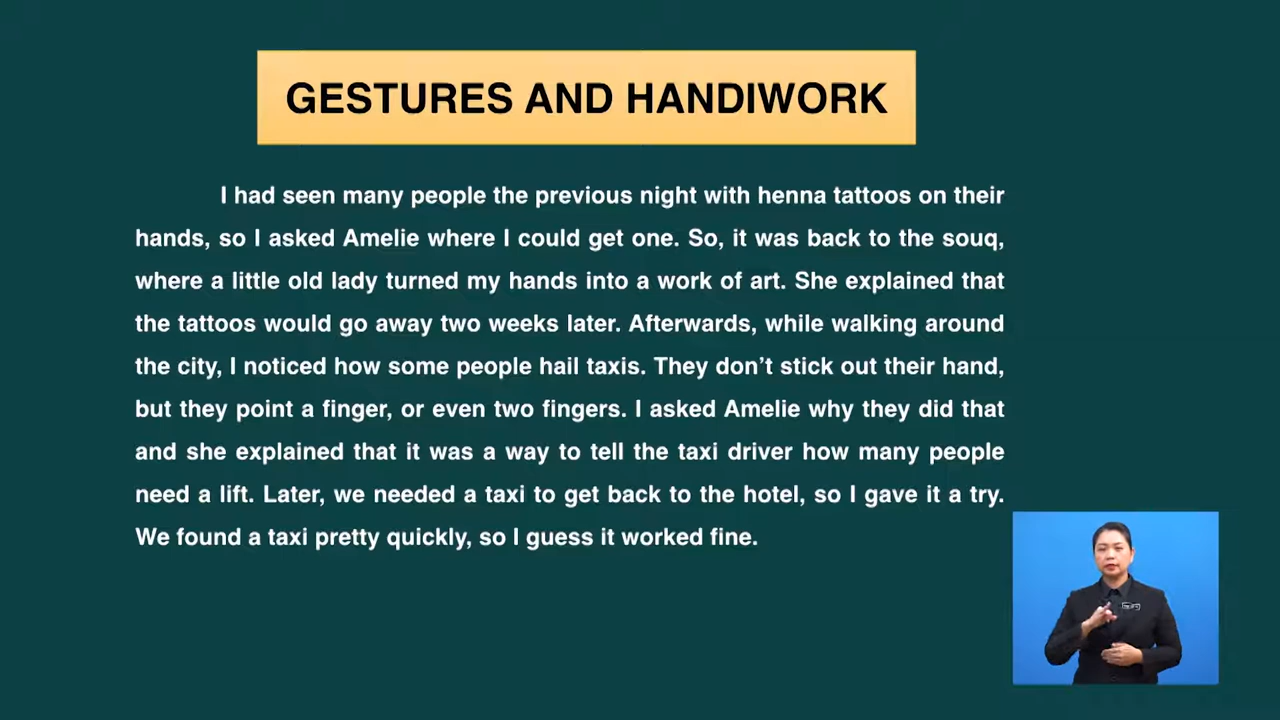 GESTURES AND HANDIWORK
I had seen many people the previous night with henna tattoos on their
hands, so I asked Amelie where I could get one. So, it was back to the souq,
where a little old lady turned my hands into a work of art. She explained that
the tattoos would go away two weeks later. Afterwards, while walking around
the city, I noticed how some people hail taxis. They don’t stick out their hand,
but they point a finger, or even two fingers. I asked Amelie why they did that
and she explained that it was a way to tell the taxi driver how many people
need a lift. Later, we needed a taxi to get back to the hotel, so I gave it a try.
We found a taxi pretty quickly, so I guess it worked fine.